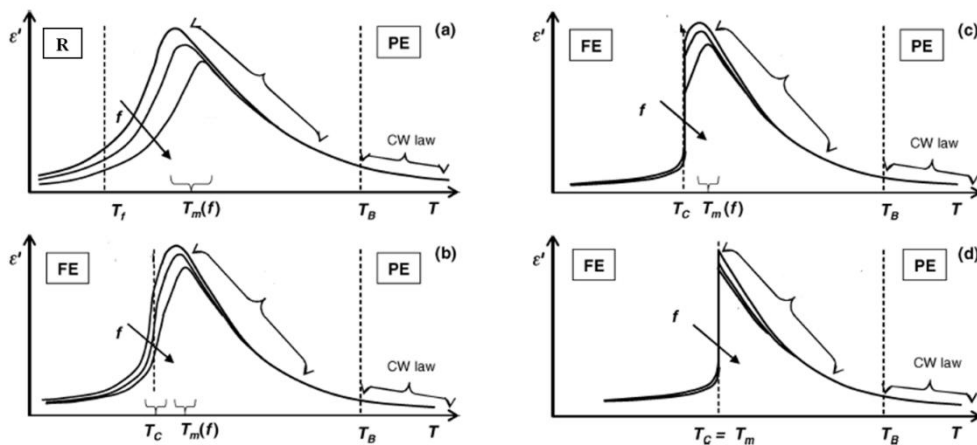 ε'
R
PE
(a)
f
CW law
T_f
T_m(f)
T_B
T
ε'
FE
PE
(b)
f
CW law
T_C
T_m(f)
T_B
T
ε'
FE
PE
(c)
f
CW law
T_C
T_m(f)
T_B
T
ε'
FE
PE
(d)
f
CW law
T_C = T_m
T_B
T